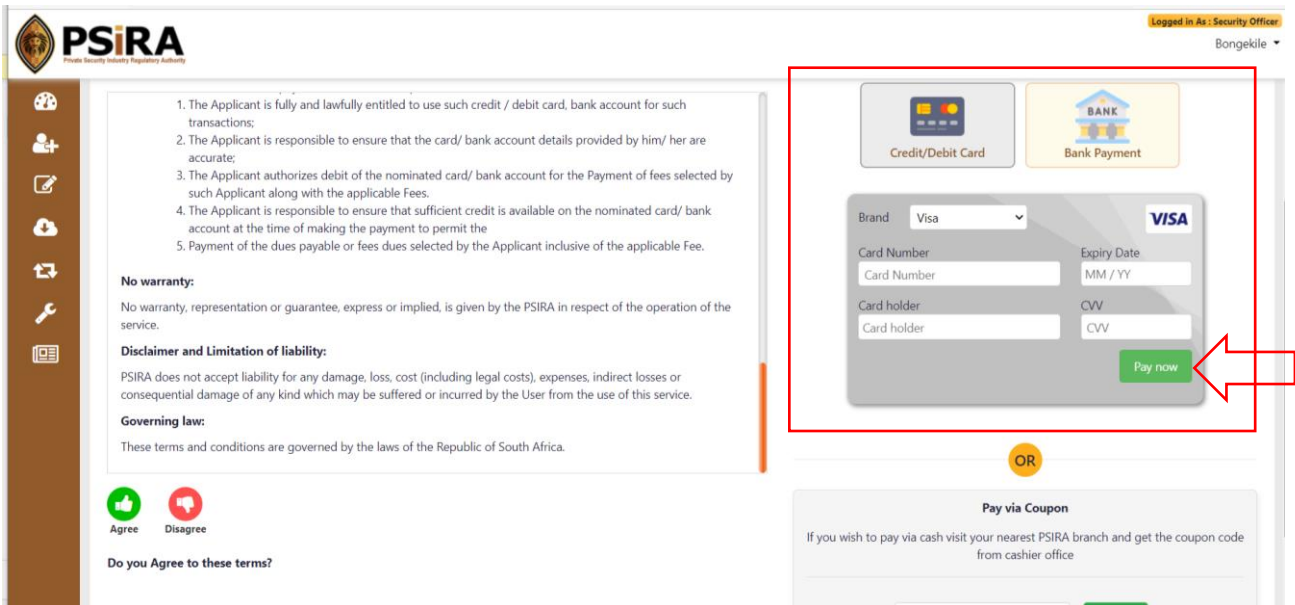 PSiRA
Private Security Industry Regulatory Authority
Logged in As : Security Officer
Bongekile
1. The Applicant is fully and lawfully entitled to use such credit / debit card, bank account for such
transactions;
2. The Applicant is responsible to ensure that the card/ bank account details provided by him/ her are
accurate;
3. The Applicant authorizes debit of the nominated card/ bank account for the Payment of fees selected by
such Applicant along with the applicable Fees.
4. The Applicant is responsible to ensure that sufficient credit is available on the nominated card/ bank
account at the time of making the payment to permit the
5. Payment of the dues payable or fees dues selected by the Applicant inclusive of the applicable Fee.
No warranty:
No warranty, representation or guarantee, express or implied, is given by the PSIRA in respect of the operation of the
service.
Disclaimer and Limitation of liability:
PSIRA does not accept liability for any damage, loss, cost (including legal costs), expenses, indirect losses or
consequential damage of any kind which may be suffered or incurred by the User from the use of this service.
Governing law:
These terms and conditions are governed by the laws of the Republic of South Africa.
Agree
Disagree
Do you Agree to these terms?
Credit/Debit Card
BANK
Bank Payment
Brand
Visa
VISA
Card Number
Expiry Date
Card Number
MM / YY
Card holder
CVV
Card holder
CVV
Pay now
OR
Pay via Coupon
If you wish to pay via cash visit your nearest PSIRA branch and get the coupon code
from cashier office